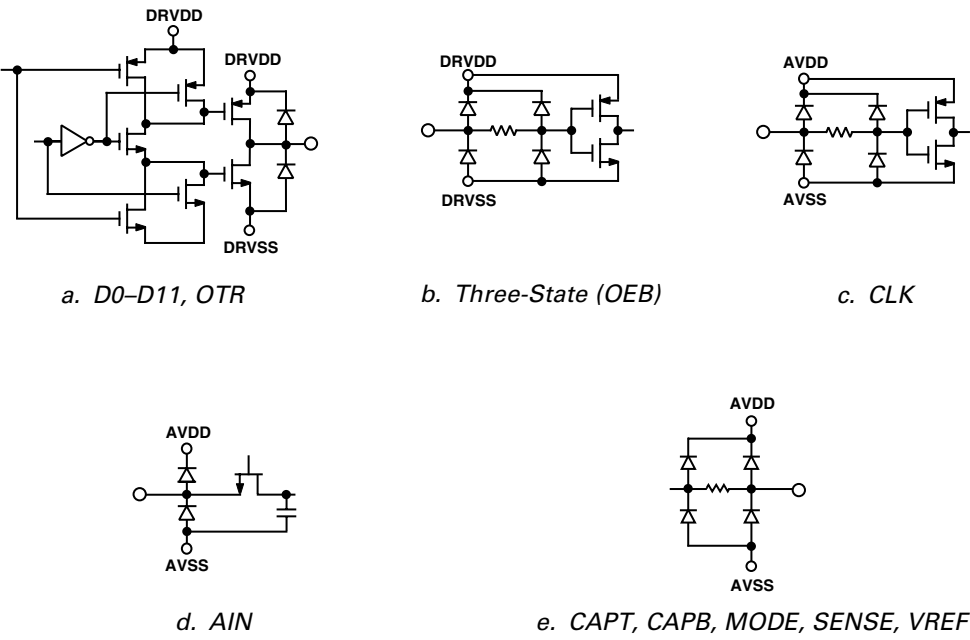 DRVDD
DRVDD
DRVSS
a. D0–D11, OTR
DRVDD
DRVSS
b. Three-State (OEB)
AVDD
AVSS
c. CLK
AVDD
AVSS
d. AIN
AVDD
AVSS
e. CAPT, CAPB, MODE, SENSE, VREF